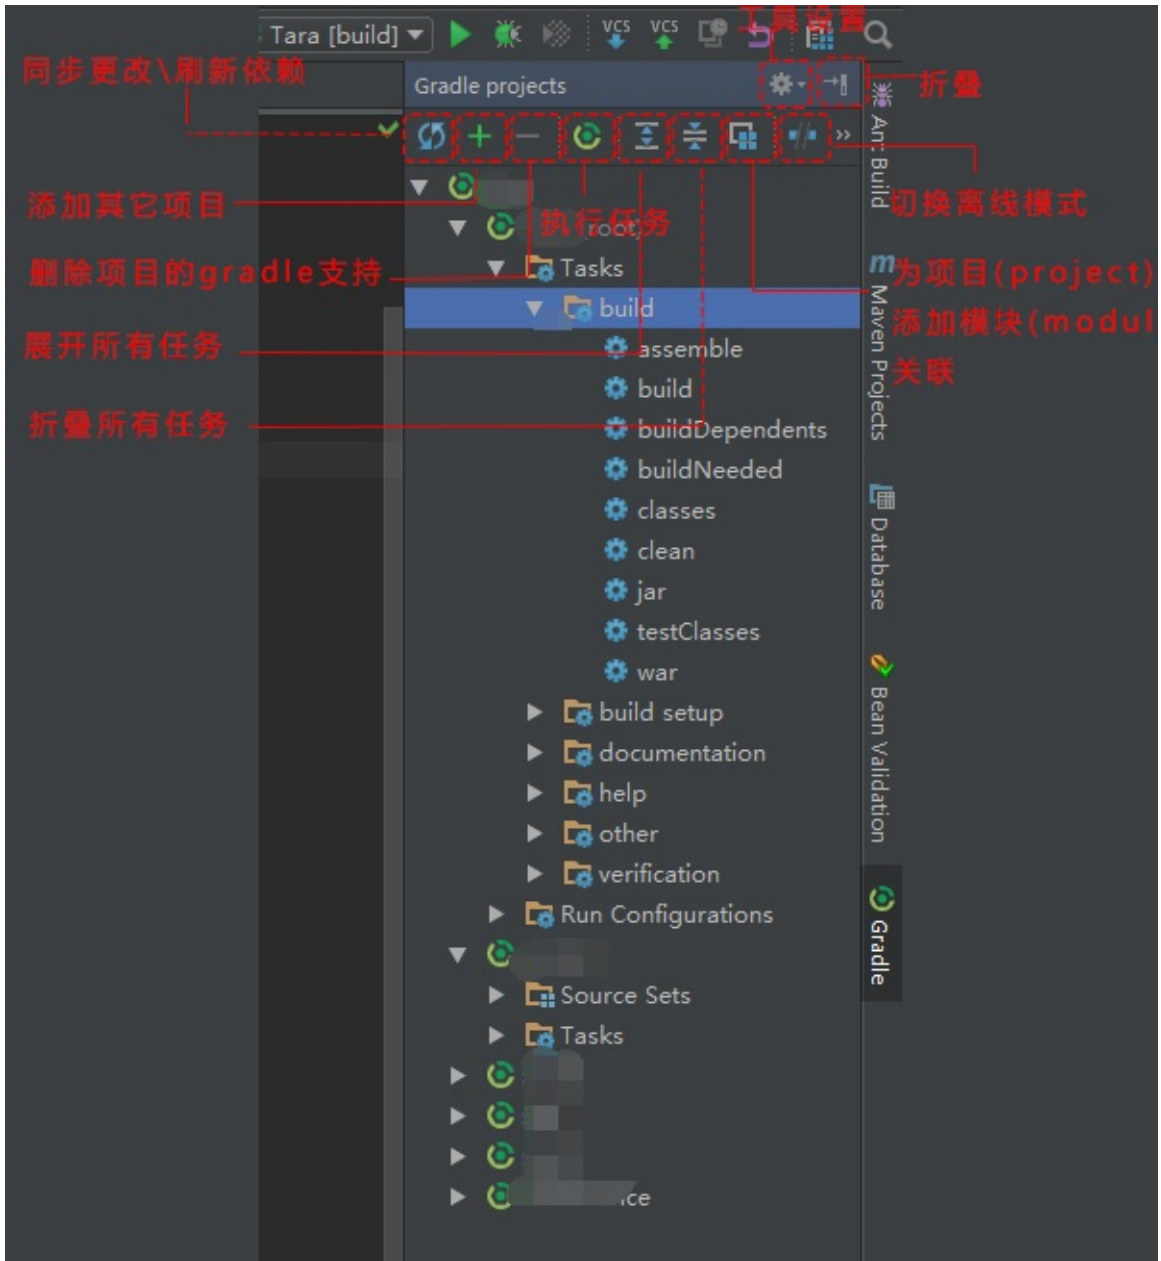 工具设置
Tara [build]
VCS VCS
同步更改\刷新依赖
Gradle projects
折叠
Ant Build
添加其它项目
切换离线模式
执行任务
root)
删除项目的gradle支持
Tasks
为项目(project)
build
添加模块(modul
展开所有任务
assemble
关联
Maven Projects
build
折叠所有任务
buildDependents
buildNeeded
classes
Database
clean
jar
testClasses
war
build setup
Bean Validation
documentation
help
other
verification
Run Configurations
Gradle
Source Sets
Tasks